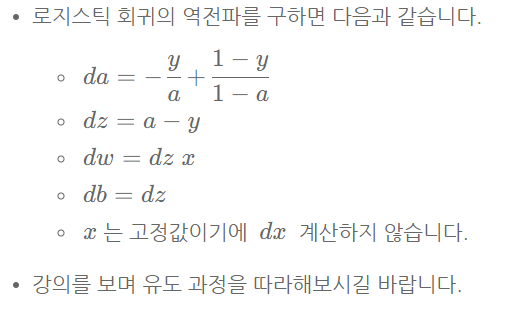 • 로지스틱 회귀의 역전파를 구하면 다음과 같습니다.
◦ da = −y/a + (1 − y)/(1 − a)
◦ dz = a − y
◦ dw = dz x
◦ db = dz
◦ x 는 고정값이기에 dx 계산하지 않습니다.
• 강의를 보며 유도 과정을 따라해보시길 바랍니다.